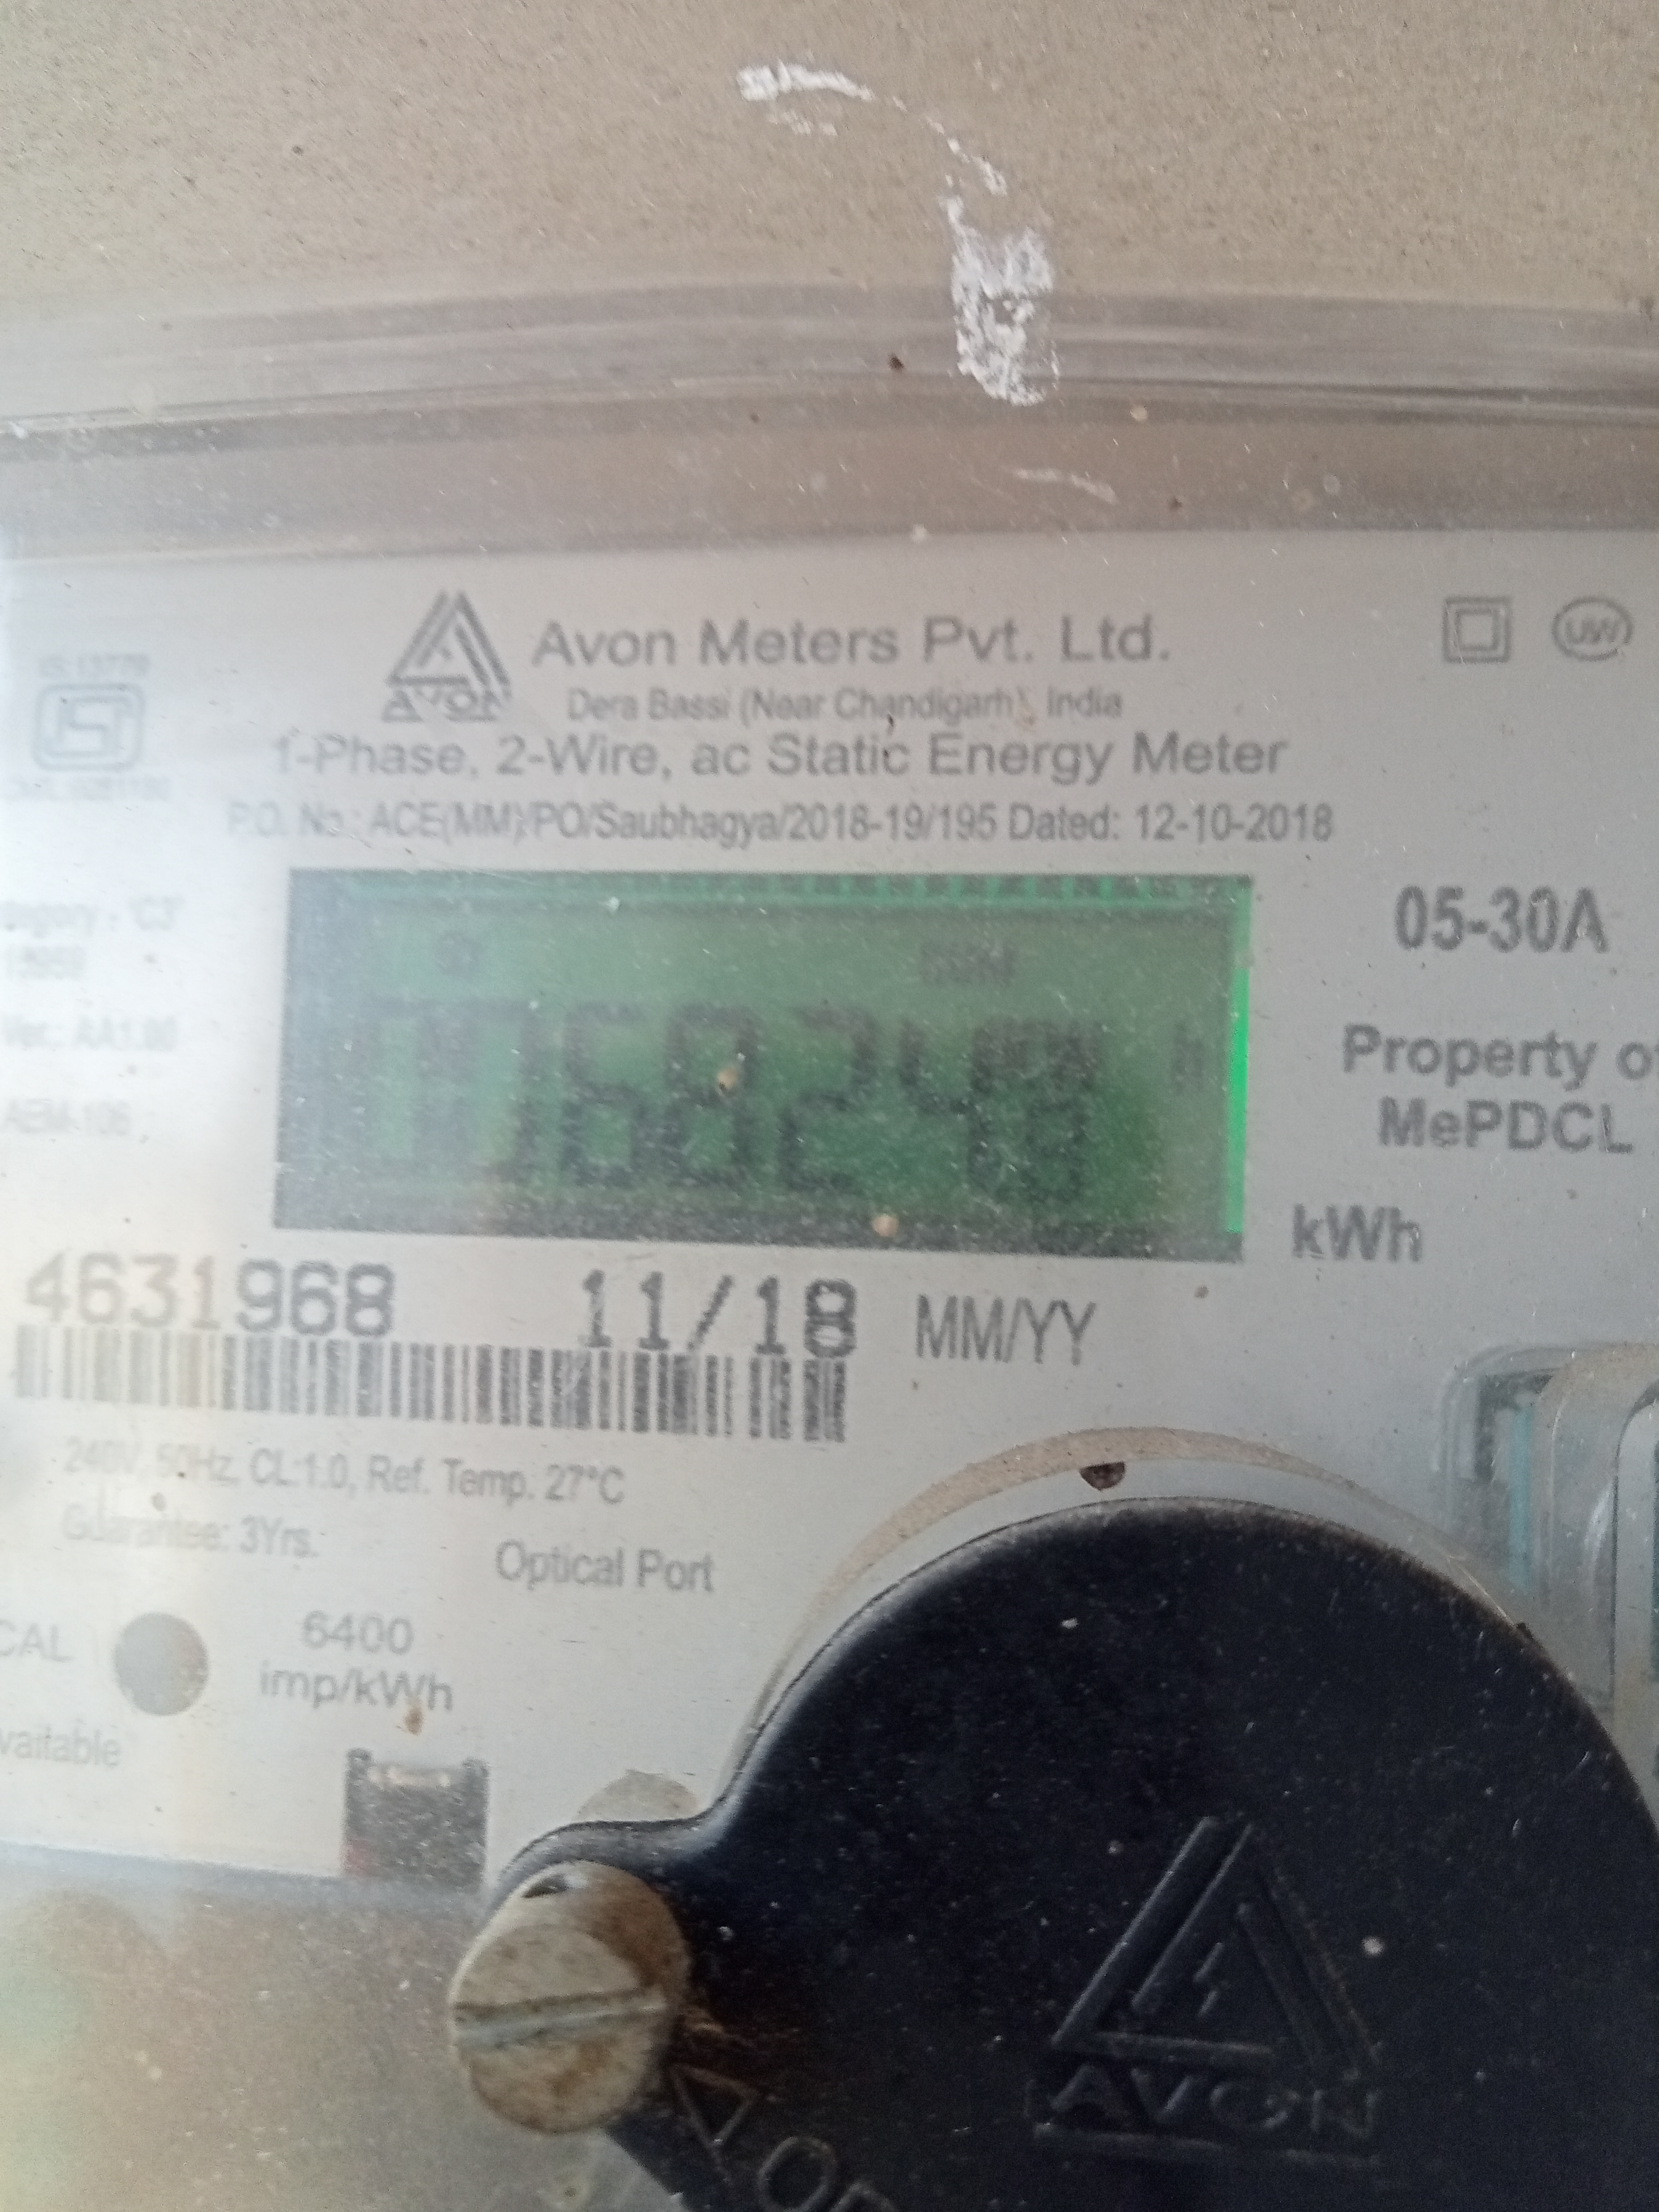 AVON
Avon Meters Pvt. Ltd.
UW
Dera Bassi (Near Chandigarh), India
1-Phase, 2-Wire, ac Static Energy Meter
P.O. No.: ACE(MM)/PO/Saubhagya/2018-19/195 Dated: 12-10-2018
05-30A
Property of
MePDCL
kWh
4631968 11/18 MM/YY
240V, 50Hz, CL:1.0, Ref. Temp. 27°C
Guarantee: 3Yrs.
Optical Port
CAL
6400
imp/kWh
AVON